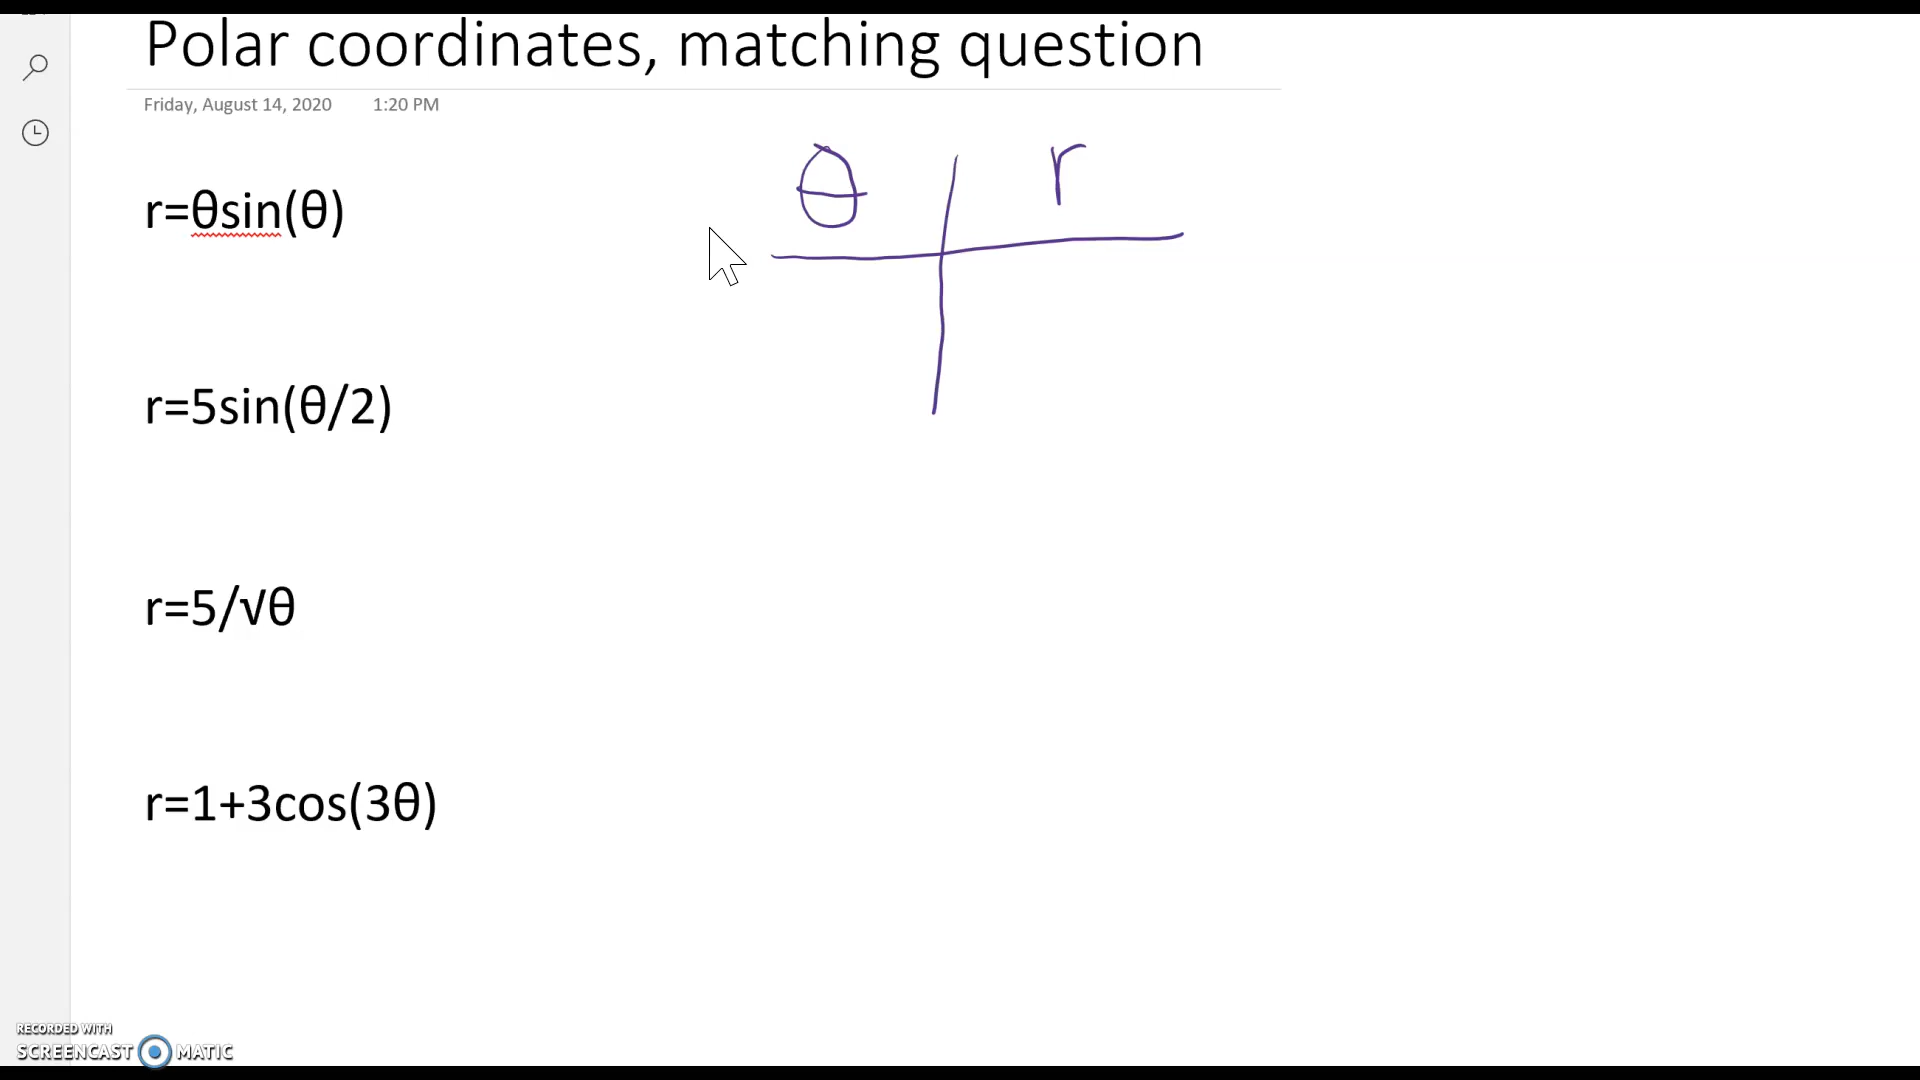 Polar coordinates, matching question
Friday, August 14, 2020 1:20 PM
θ r
r=θsin(θ)
r=5sin(θ/2)
r=5/√θ
r=1+3cos(3θ)
RECORDED WITH
SCREENCAST MATIC